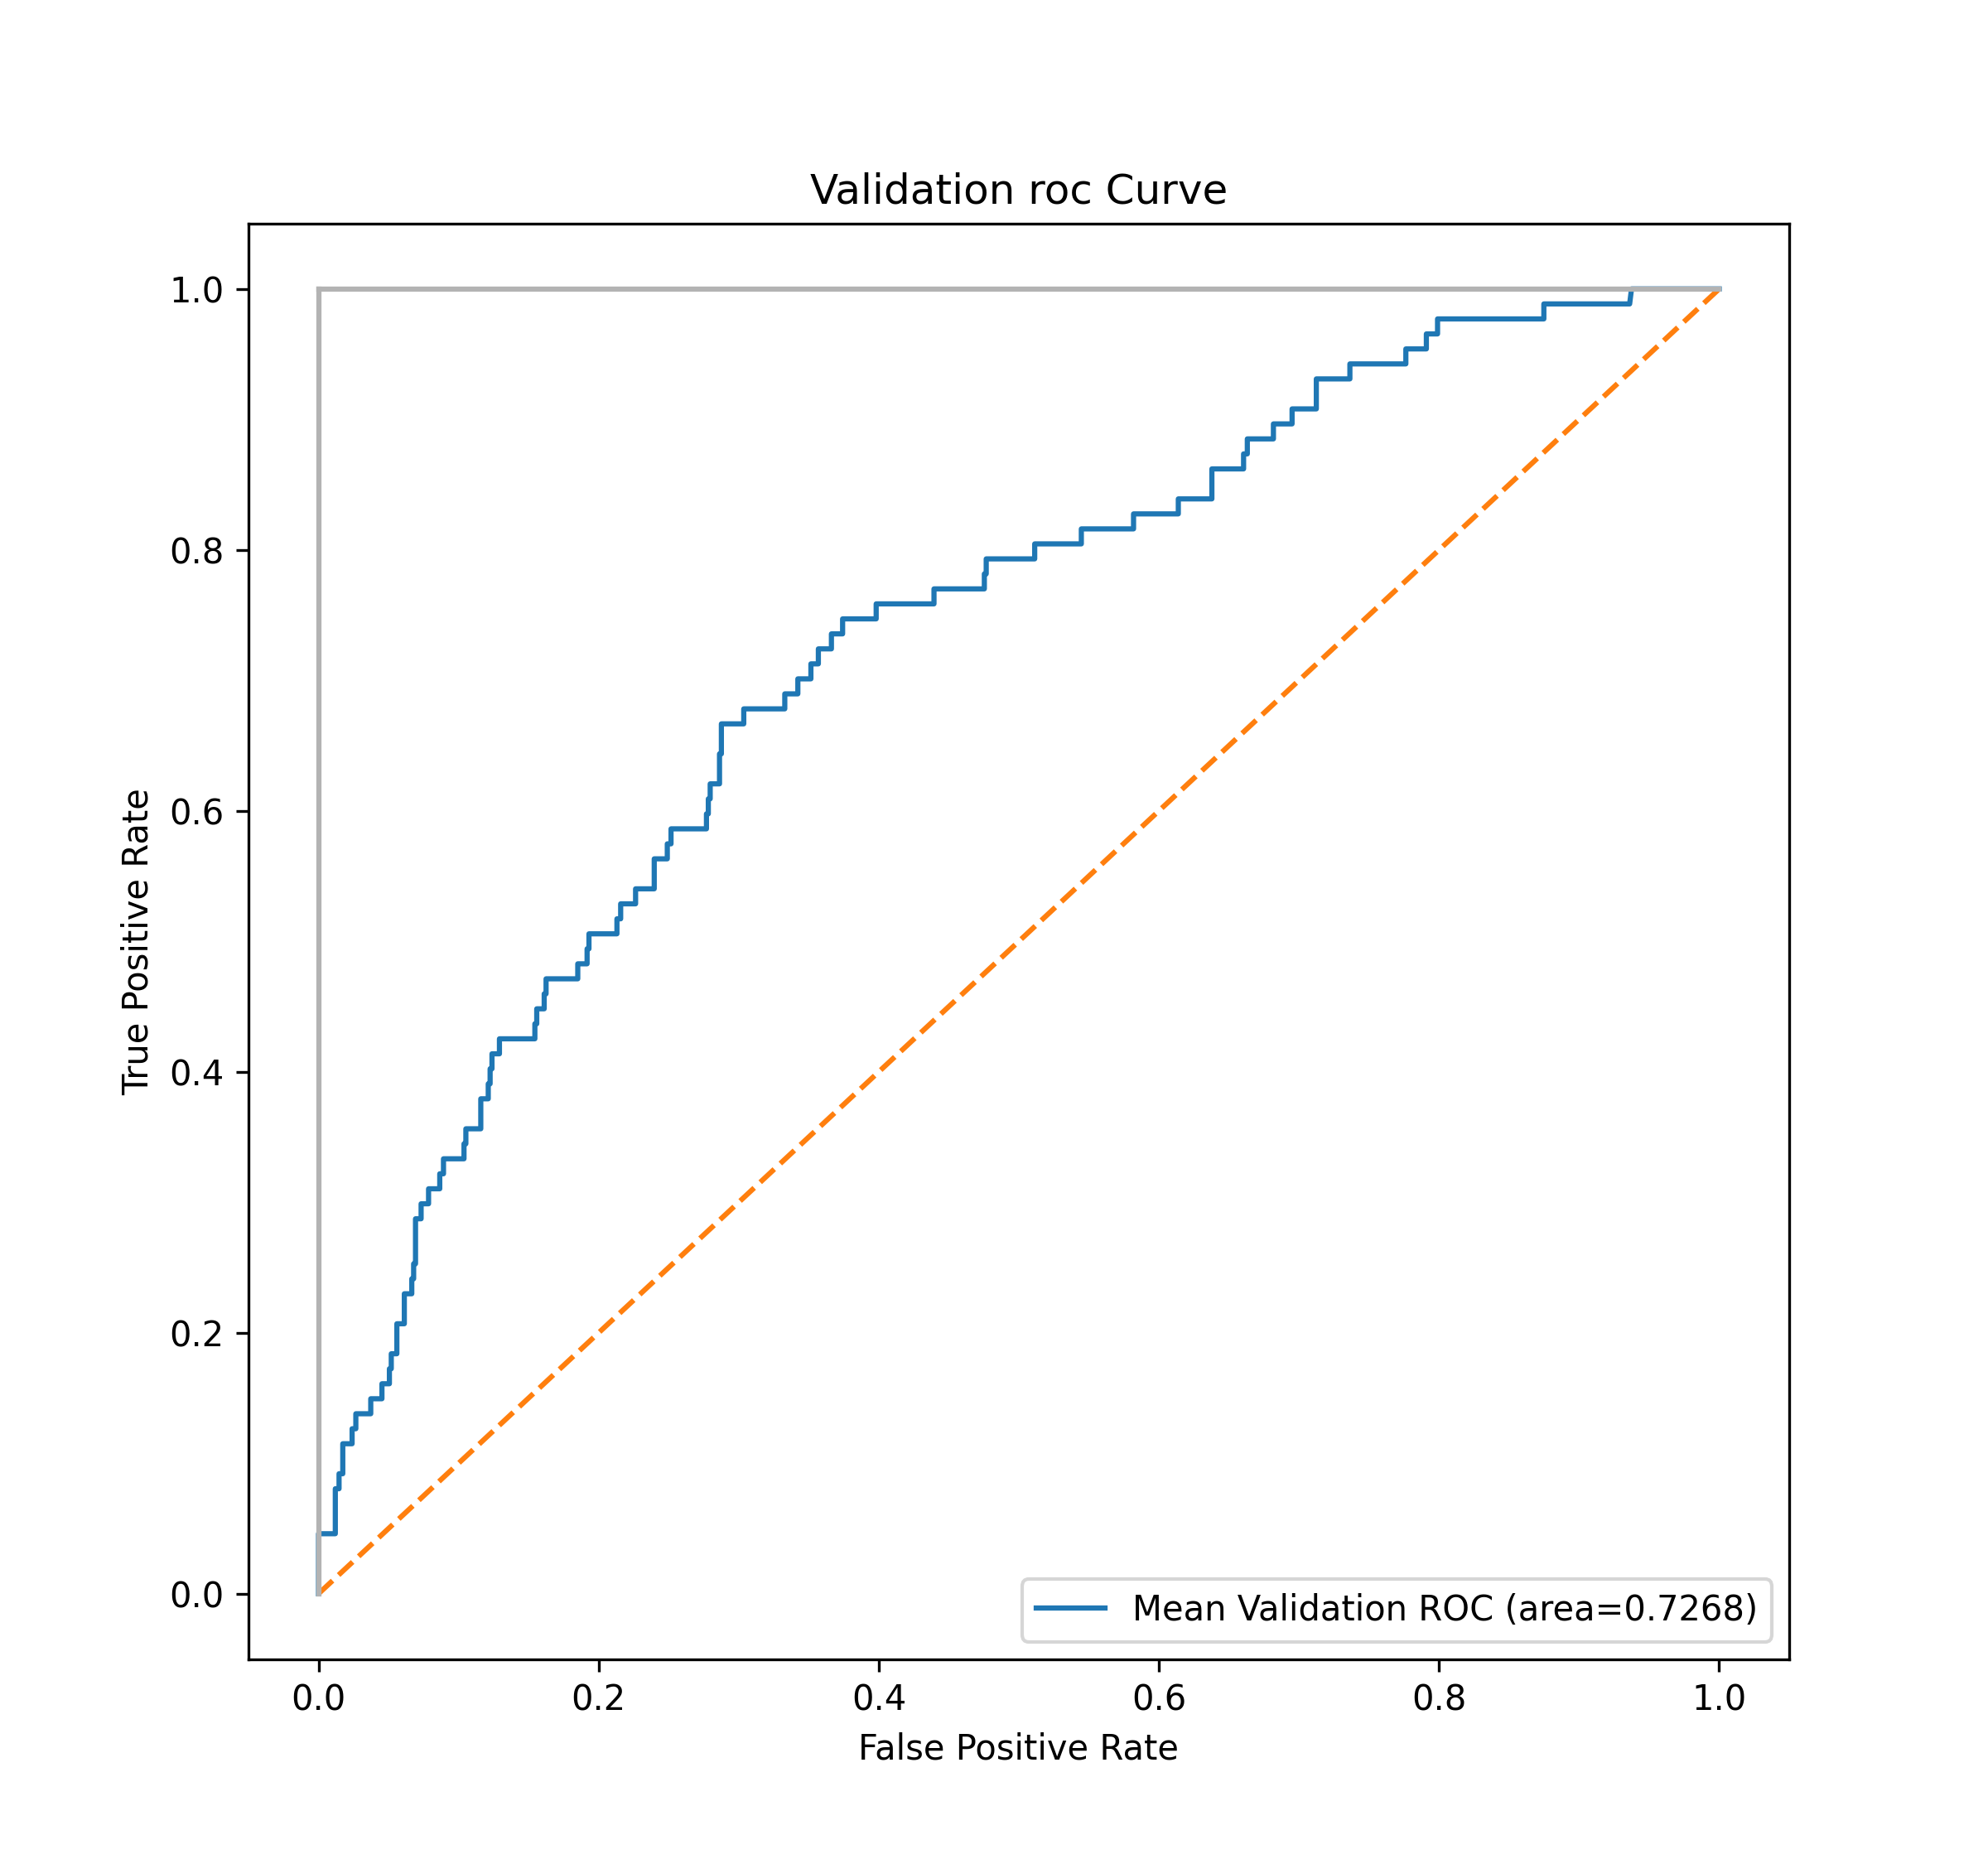 Validation roc Curve
1.0
0.8
0.6
0.4
0.2
0.0
True Positive Rate
Mean Validation ROC (area=0.7268)
0.0 0.2 0.4 0.6 0.8 1.0
False Positive Rate